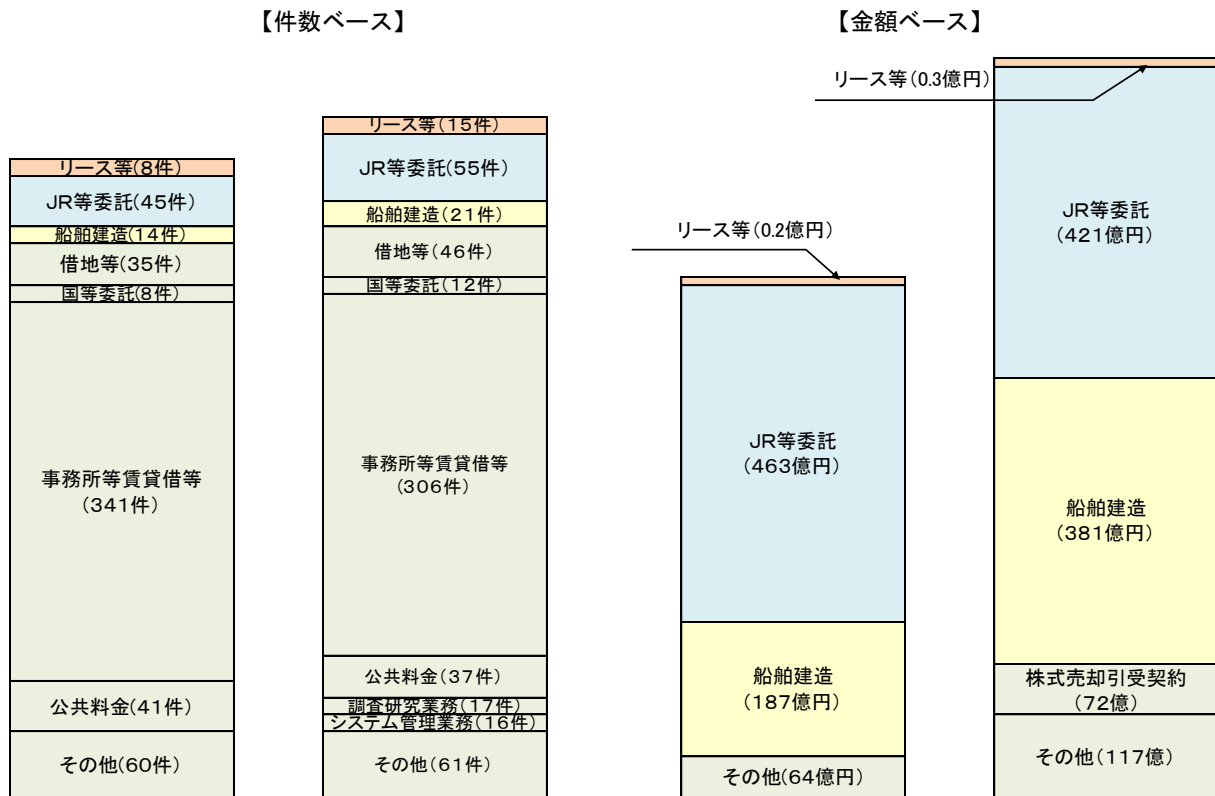 【件数ベース】
リース等(8件)
JR等委託(45件)
船舶建造(14件)
借地等(35件)
国等委託(8件)
事務所等賃貸借等
(341件)
公共料金(41件)
その他(60件)
リース等(15件)
JR等委託(55件)
船舶建造(21件)
借地等(46件)
国等委託(12件)
事務所等賃貸借等
(306件)
公共料金(37件)
調査研究業務(17件)
システム管理業務(16件)
その他(61件)
【金額ベース】
リース等(0.2億円)
JR等委託
(463億円)
船舶建造
(187億円)
その他(64億円)
リース等(0.3億円)
JR等委託
(421億円)
船舶建造
(381億円)
株式売却引受契約
(72億)
その他(117億)